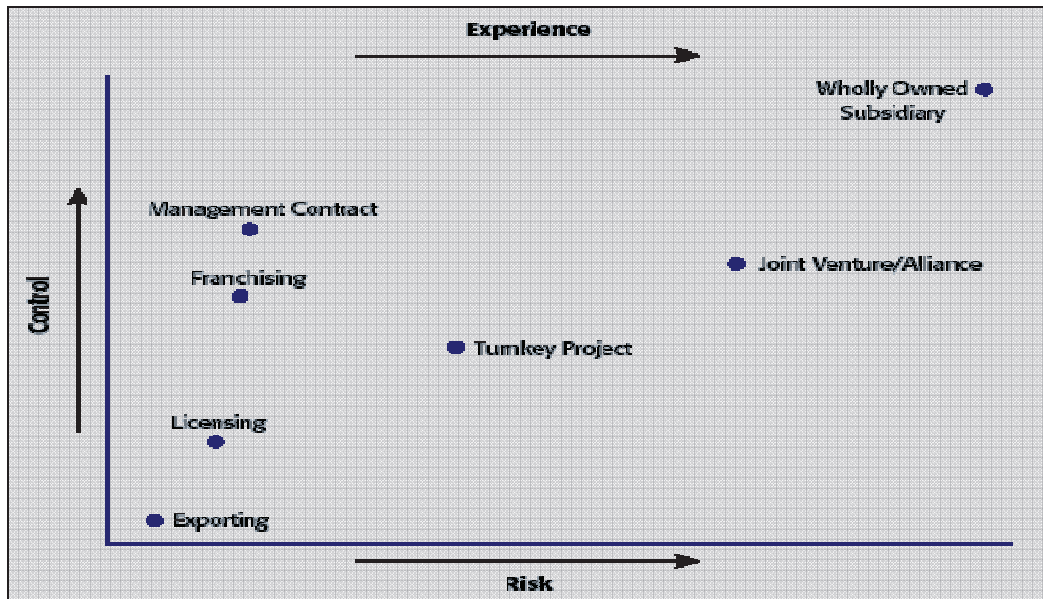 Experience
Wholly Owned
Subsidiary
Management Contract
Joint Venture/Alliance
Franchising
Control
Turnkey Project
Licensing
Exporting
Risk